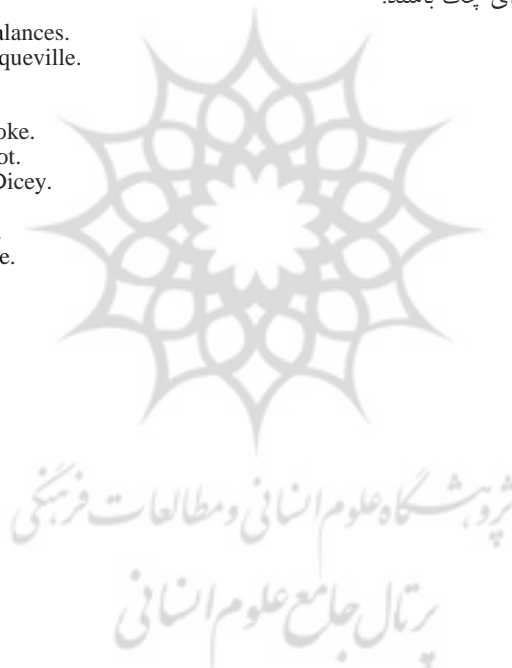 alances.
queville.
oke.
ot.
Dicey.
e.
پژوهشگاه علوم انسانی و مطالعات فرهنگی
پرتال جامع علوم انسانی